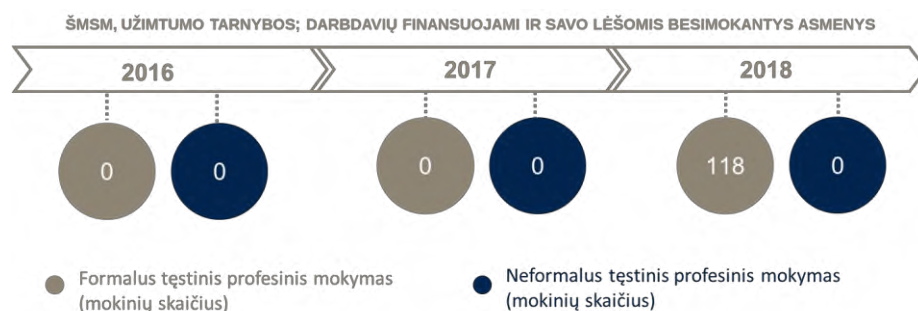 ŠMSM, UŽIMTUMO TARNYBOS; DARBDAVIŲ FINANSUOJAMI IR SAVO LĖŠOMIS BESIMOKANTYS ASMENYS
2016 2017 2018
0 0 0 0 118 0
Formalus tęstinis profesinis mokymas Neformalus tęstinis profesinis mokymas
(mokinių skaičius) (mokinių skaičius)